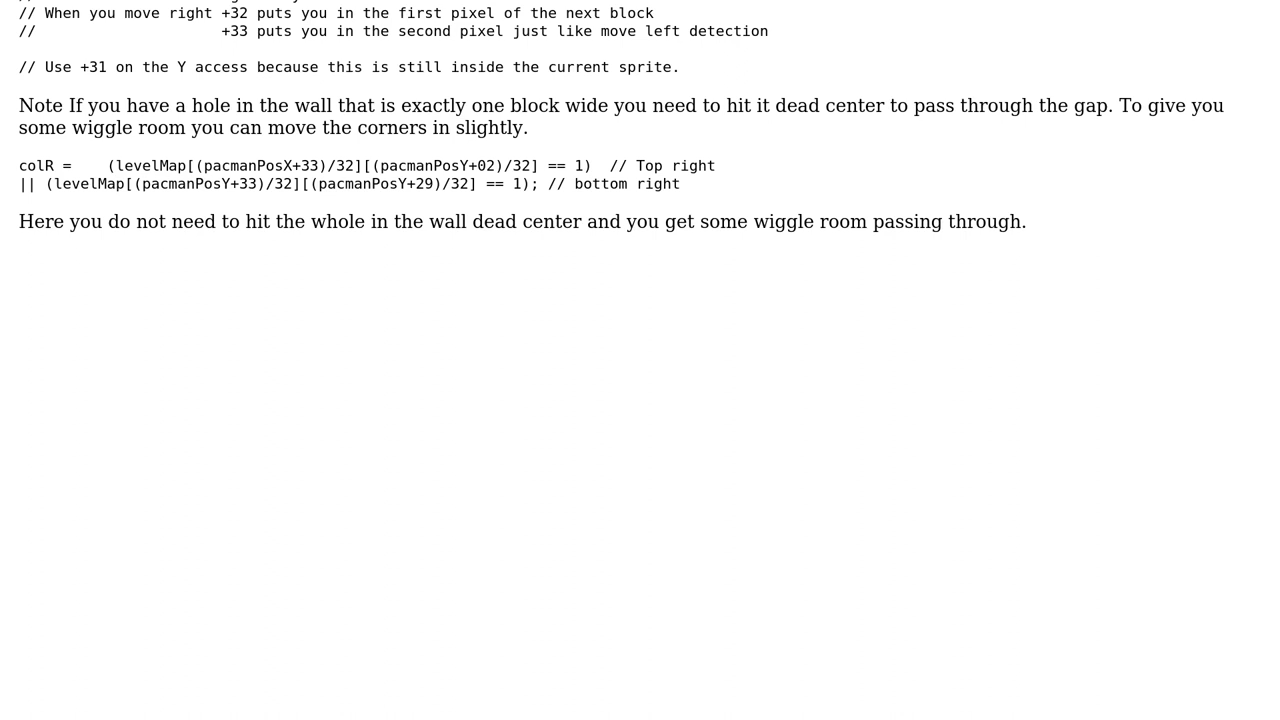 // When you move right +32 puts you in the first pixel of the next block
//                     +33 puts you in the second pixel just like move left detection
// Use +31 on the Y access because this is still inside the current sprite.
Note If you have a hole in the wall that is exactly one block wide you need to hit it dead center to pass through the gap. To give you
some wiggle room you can move the corners in slightly.
colR =    (levelMap[(pacmanPosX+33)/32][(pacmanPosY+02)/32] == 1)  // Top right
|| (levelMap[(pacmanPosY+33)/32][(pacmanPosY+29)/32] == 1); // bottom right
Here you do not need to hit the whole in the wall dead center and you get some wiggle room passing through.